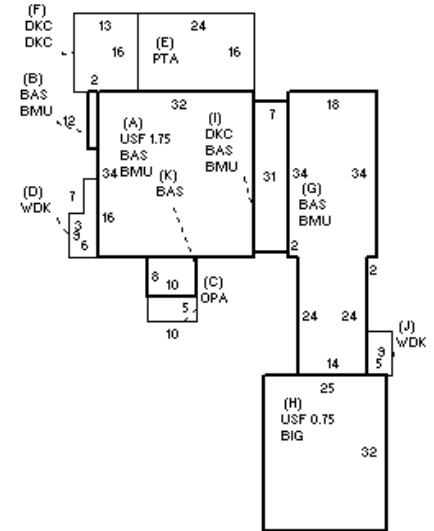 (F)
DKC
DKC
13
16
24
(E)
PTA
16
(B)
BAS
BMU
2
12
32
(A)
USF 1.75
BAS
BMU
34
16
(K)
BAS
(I)
DKC
BAS
BMU
7
31
18
34
34
(G)
BAS
BMU
2
2
(D)
WDK
7
3
9
6
8
10
5
10
(C)
OPA
24
24
14
(J)
WDK
9
5
25
(H)
USF 0.75
BIG
32